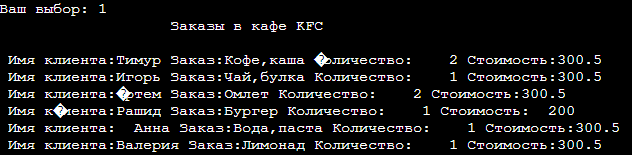 Ваш выбор: 1
Заказы в кафе KFC
Имя клиента:Тимур Заказ:Кофе,каша �оличество: 2 Стоимость:300.5
Имя клиента:Игорь Заказ:Чай,булка Количество: 1 Стоимость:300.5
Имя клиента:�ртем Заказ:Омлет Количество: 2 Стоимость:300.5
Имя к�иента:Рашид Заказ:Бургер Количество: 1 Стоимость: 200
Имя клиента: Анна Заказ:Вода,паста Количество: 1 Стоимость:300.5
Имя клиента:Валерия Заказ:Лимонад Количество: 1 Стоимость:300.5